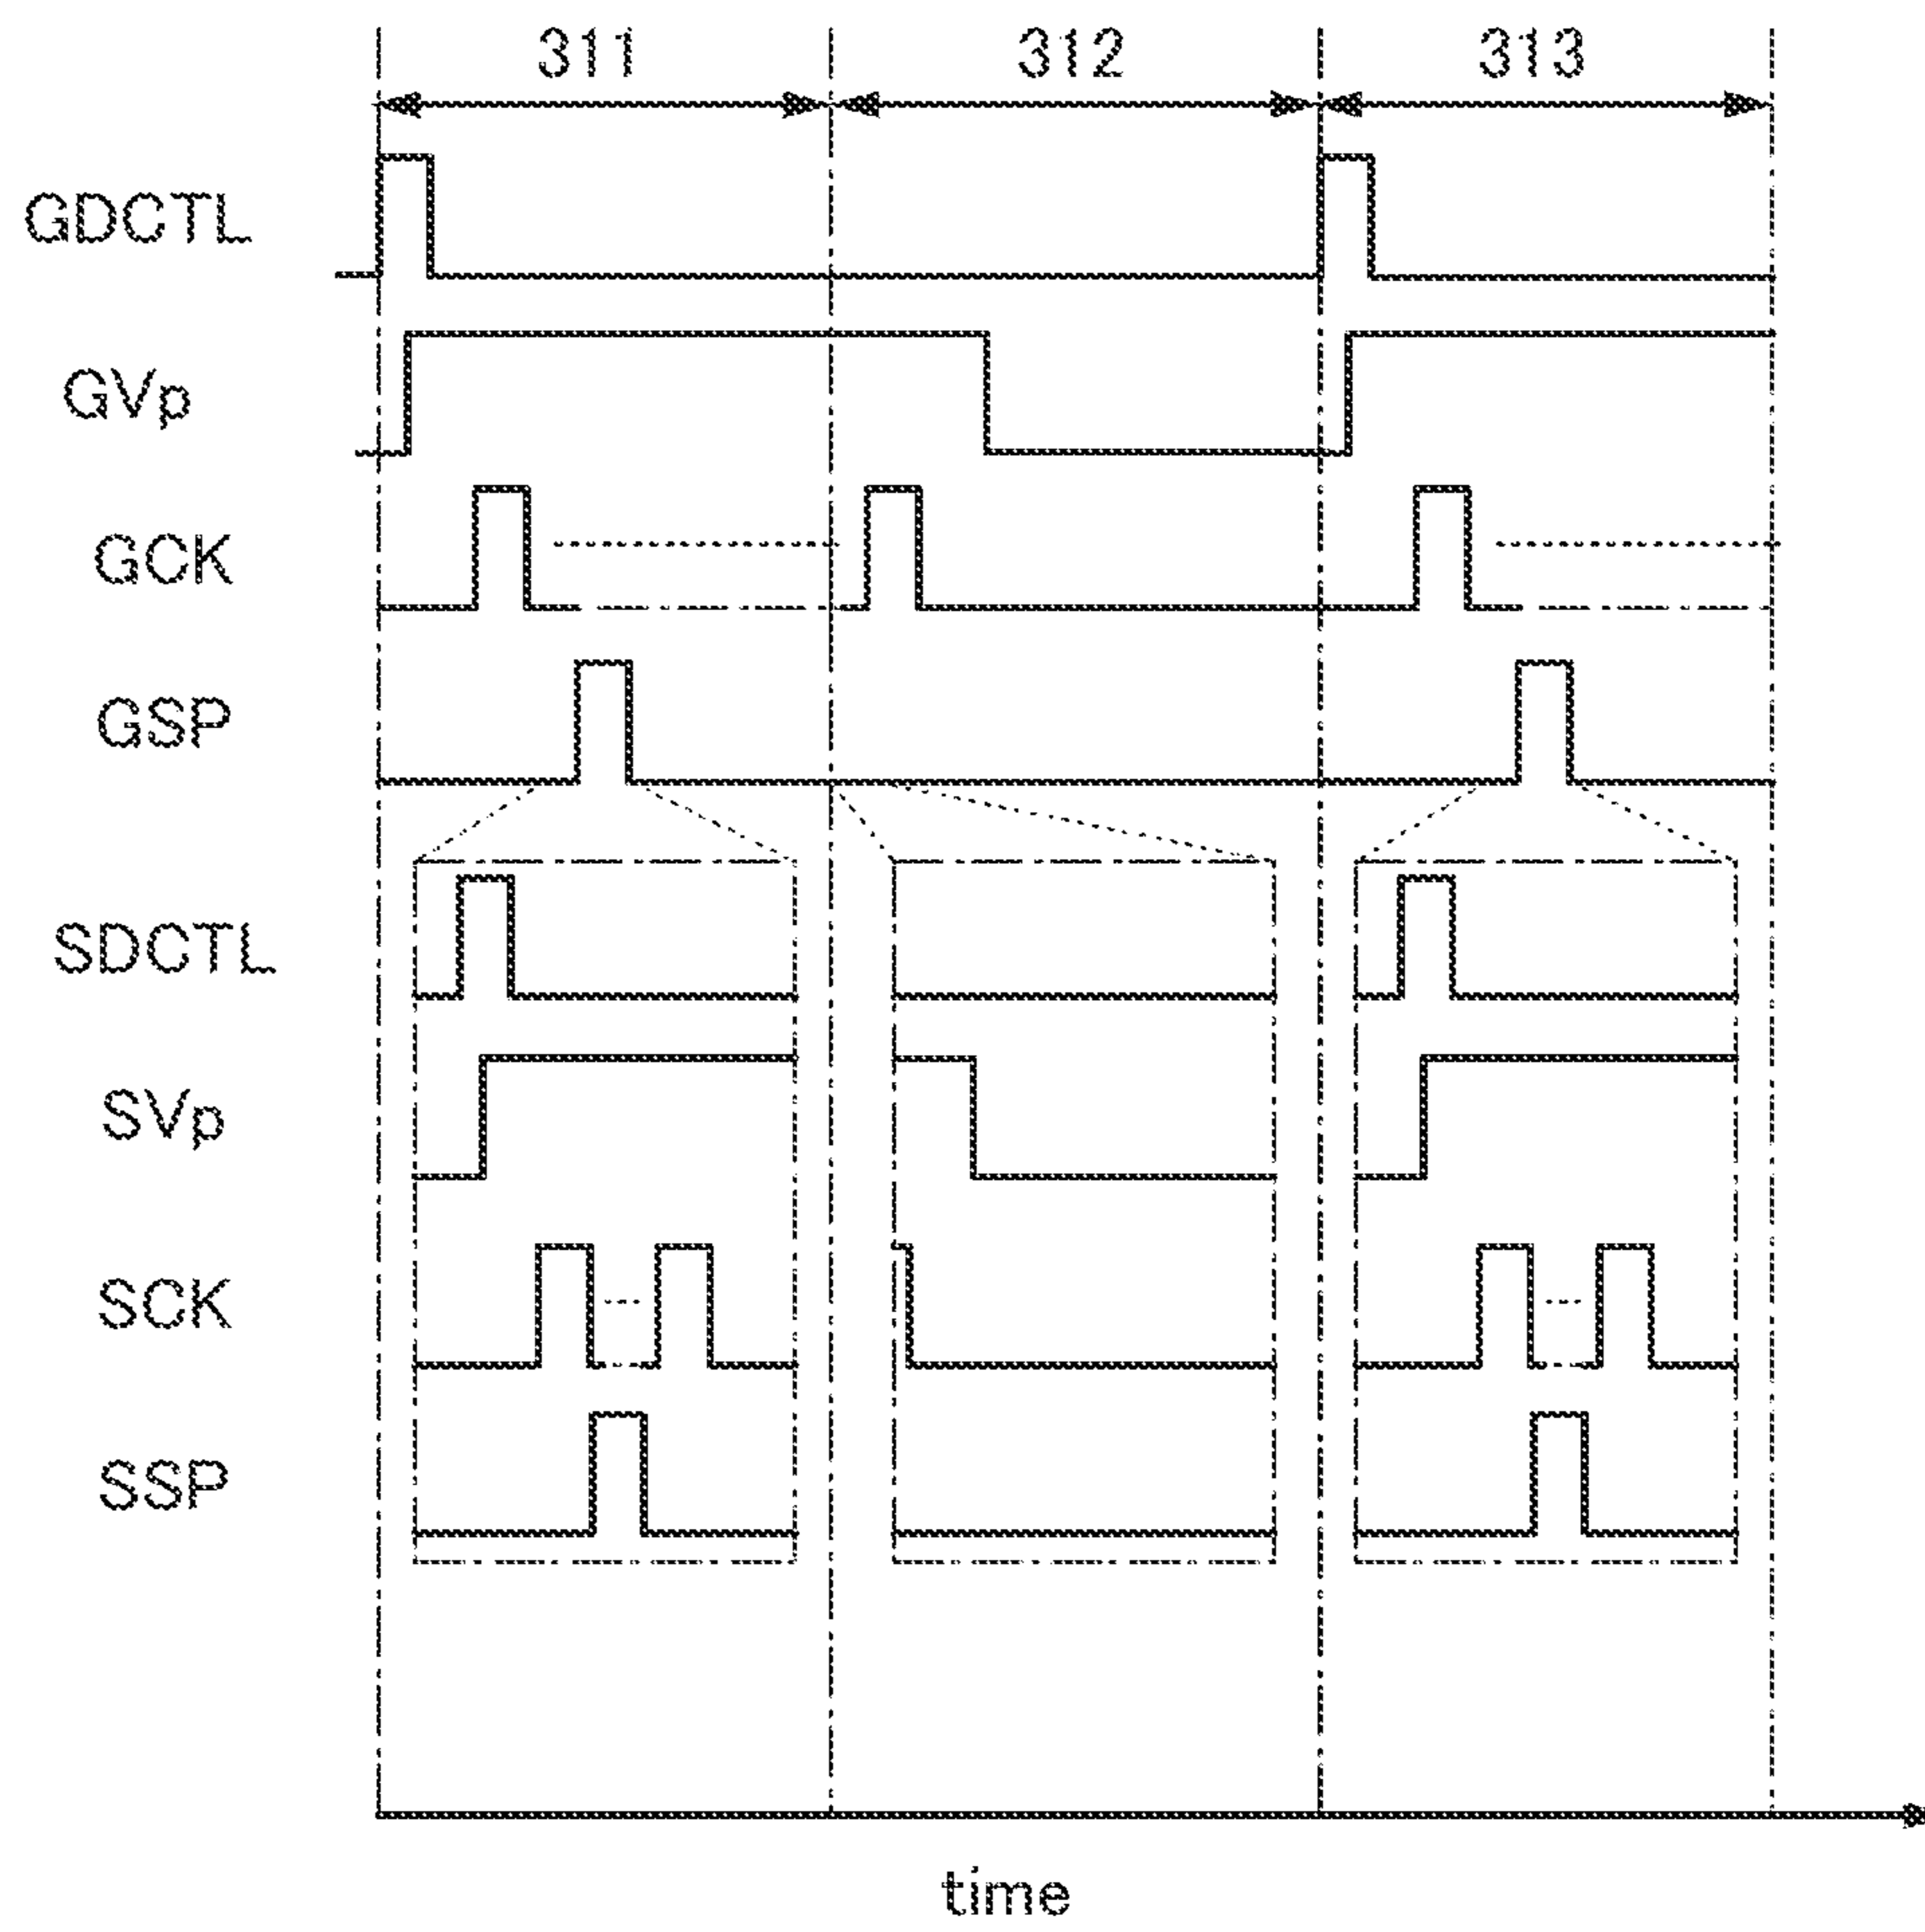 311 312 313
GDCTL
GVp
GCK
GSP
SDCTL
SVp
SCK
SSP
time